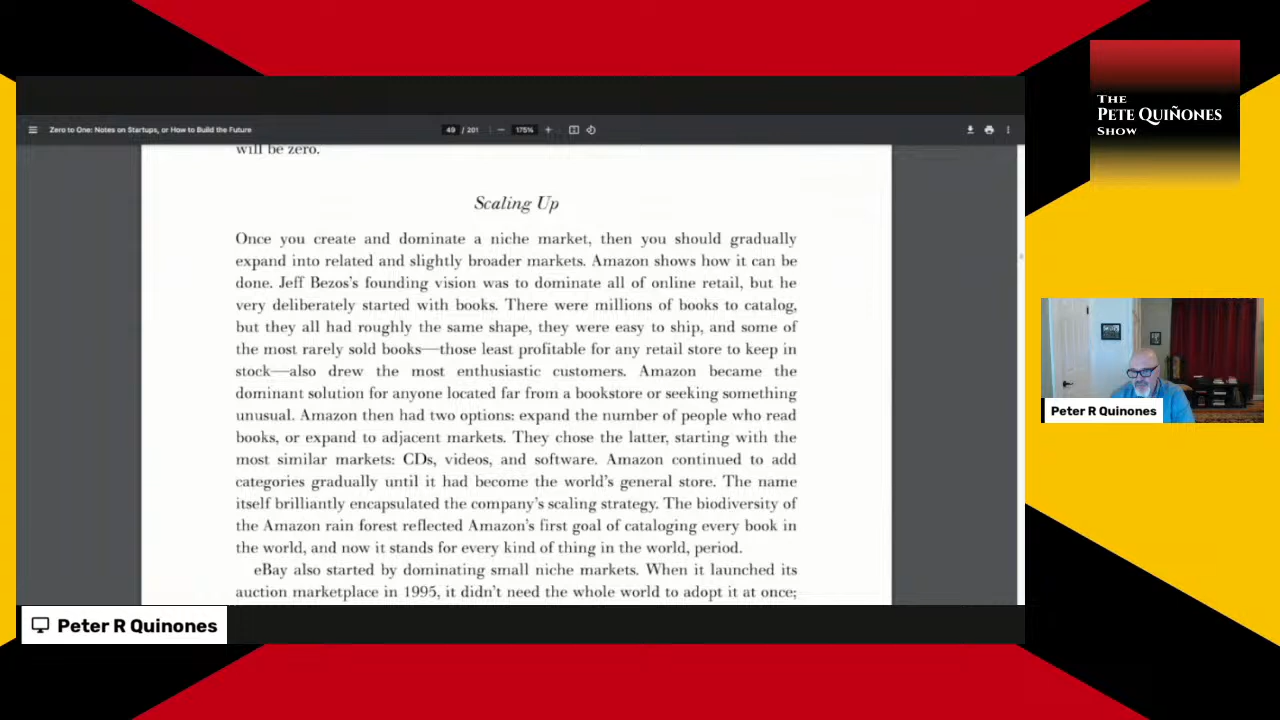 THE
PETE QUIÑONES
SHOW
Zero to One: Notes on Startups, or How to Build the Future
49 / 201
175%
will be zero.
Scaling Up
Once you create and dominate a niche market, then you should gradually
expand into related and slightly broader markets. Amazon shows how it can be
done. Jeff Bezos's founding vision was to dominate all of online retail, but he
very deliberately started with books. There were millions of books to catalog,
but they all had roughly the same shape, they were easy to ship, and some of
the most rarely sold books—those least profitable for any retail store to keep in
stock—also drew the most enthusiastic customers. Amazon became the
dominant solution for anyone located far from a bookstore or seeking something
unusual. Amazon then had two options: expand the number of people who read
books, or expand to adjacent markets. They chose the latter, starting with the
most similar markets: CDs, videos, and software. Amazon continued to add
categories gradually until it had become the world's general store. The name
itself brilliantly encapsulated the company's scaling strategy. The biodiversity of
the Amazon rain forest reflected Amazon's first goal of cataloging every book in
the world, and now it stands for every kind of thing in the world, period.
eBay also started by dominating small niche markets. When it launched its
auction marketplace in 1995, it didn't need the whole world to adopt it at once;
Peter R Quinones
Peter R Quinones